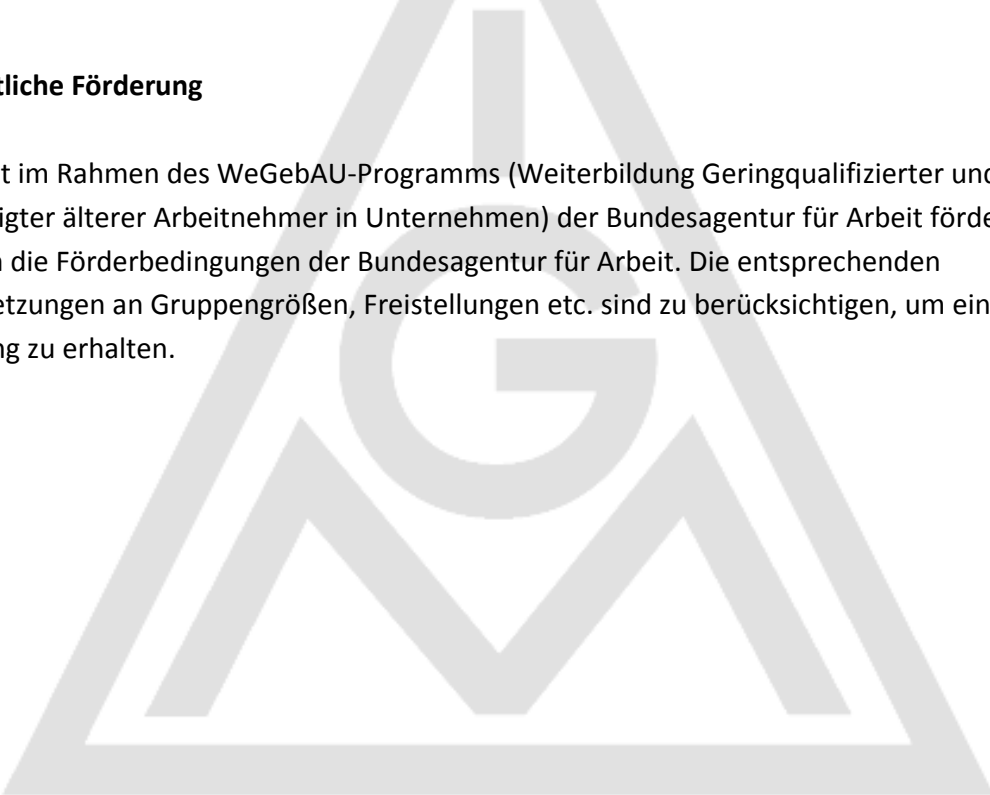 tliche Förderung
t im Rahmen des WeGebAU-Programms (Weiterbildung Geringqualifizierter und
igter älterer Arbeitnehmer in Unternehmen) der Bundesagentur für Arbeit förde
die Förderbedingungen der Bundesagentur für Arbeit. Die entsprechenden
etzungen an Gruppengrößen, Freistellungen etc. sind zu berücksichtigen, um ein
ng zu erhalten.
IGM